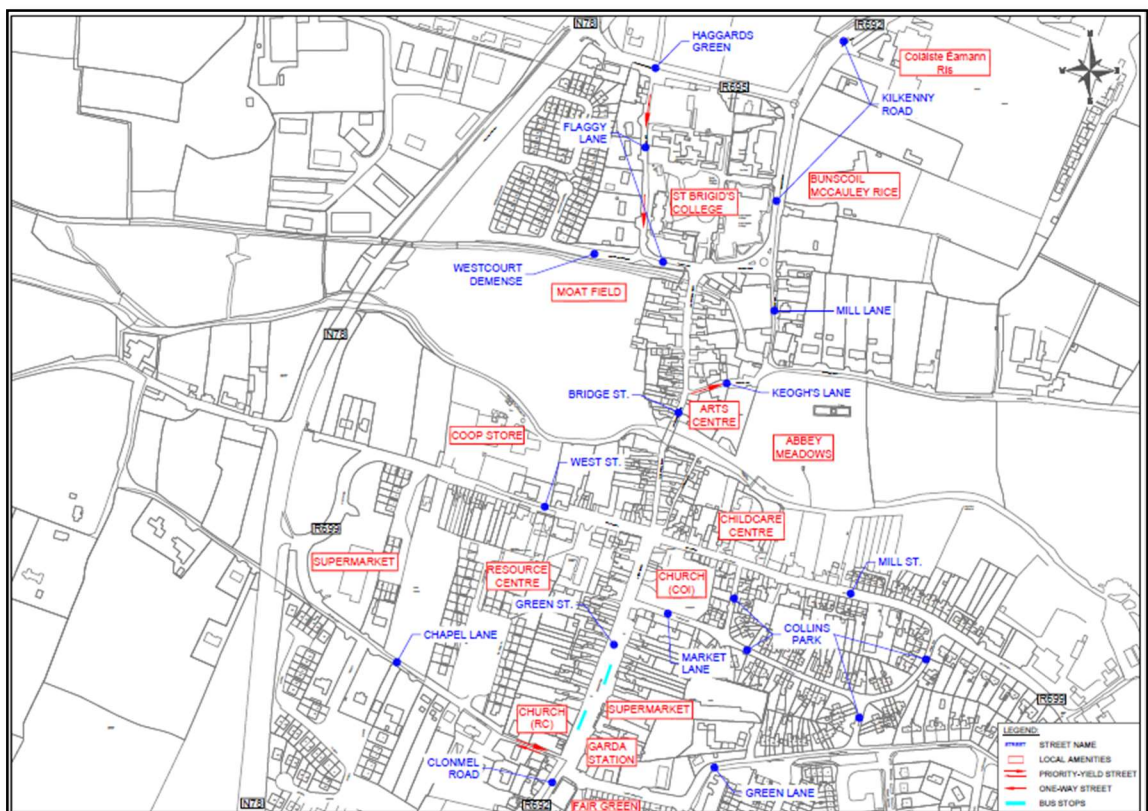 N78
R692
HAGGARDS
GREEN
Coláiste Éamann
Rís
R695
KILKENNY
ROAD
FLAGGY
LANE
BUNSCOIL
MCCAULEY RICE
ST BRIGID'S
COLLEGE
WESTCOURT
DEMENSE
MOAT FIELD
MILL LANE
N78
KEOGH'S LANE
BRIDGE ST.
ARTS
CENTRE
COOP STORE
ABBEY
MEADOWS
WEST ST.
CHILDCARE
CENTRE
R699
SUPERMARKET
RESOURCE
CENTRE
CHURCH
(COI)
MILL ST.
GREEN ST.
COLLINS
PARK
CHAPEL LANE
MARKET
LANE
R699
SUPERMARKET
CHURCH
(RC)
GARDA
STATION
CLONMEL
ROAD
GREEN LANE
N78
R692
FAIR GREEN
LEGEND:
STREET STREET NAME
LOCAL AMENITIES
PRIORITY-YIELD STREET
ONE-WAY STREET
BUS STOPS